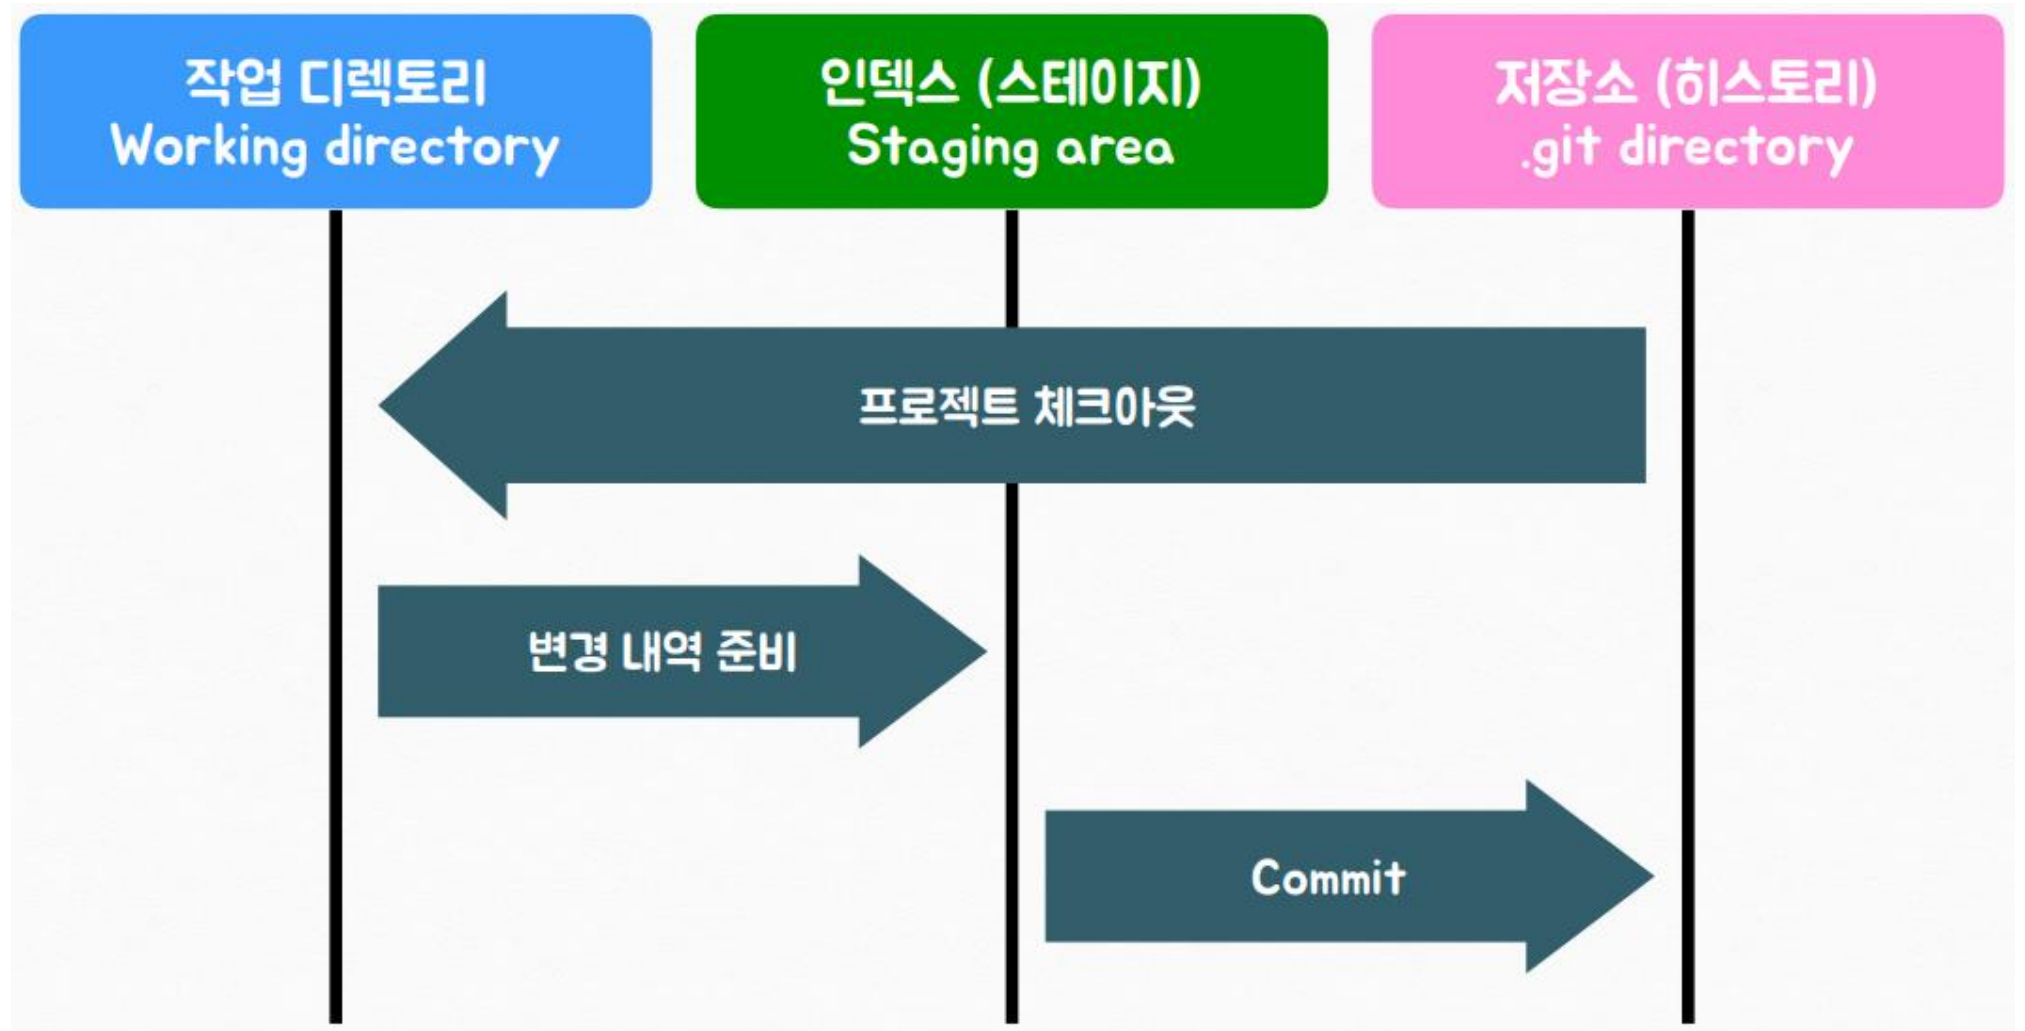 작업 디렉토리
Working directory
인덱스 (스테이지)
Staging area
저장소 (히스토리)
.git directory
프로젝트 체크아웃
변경 내역 준비
Commit